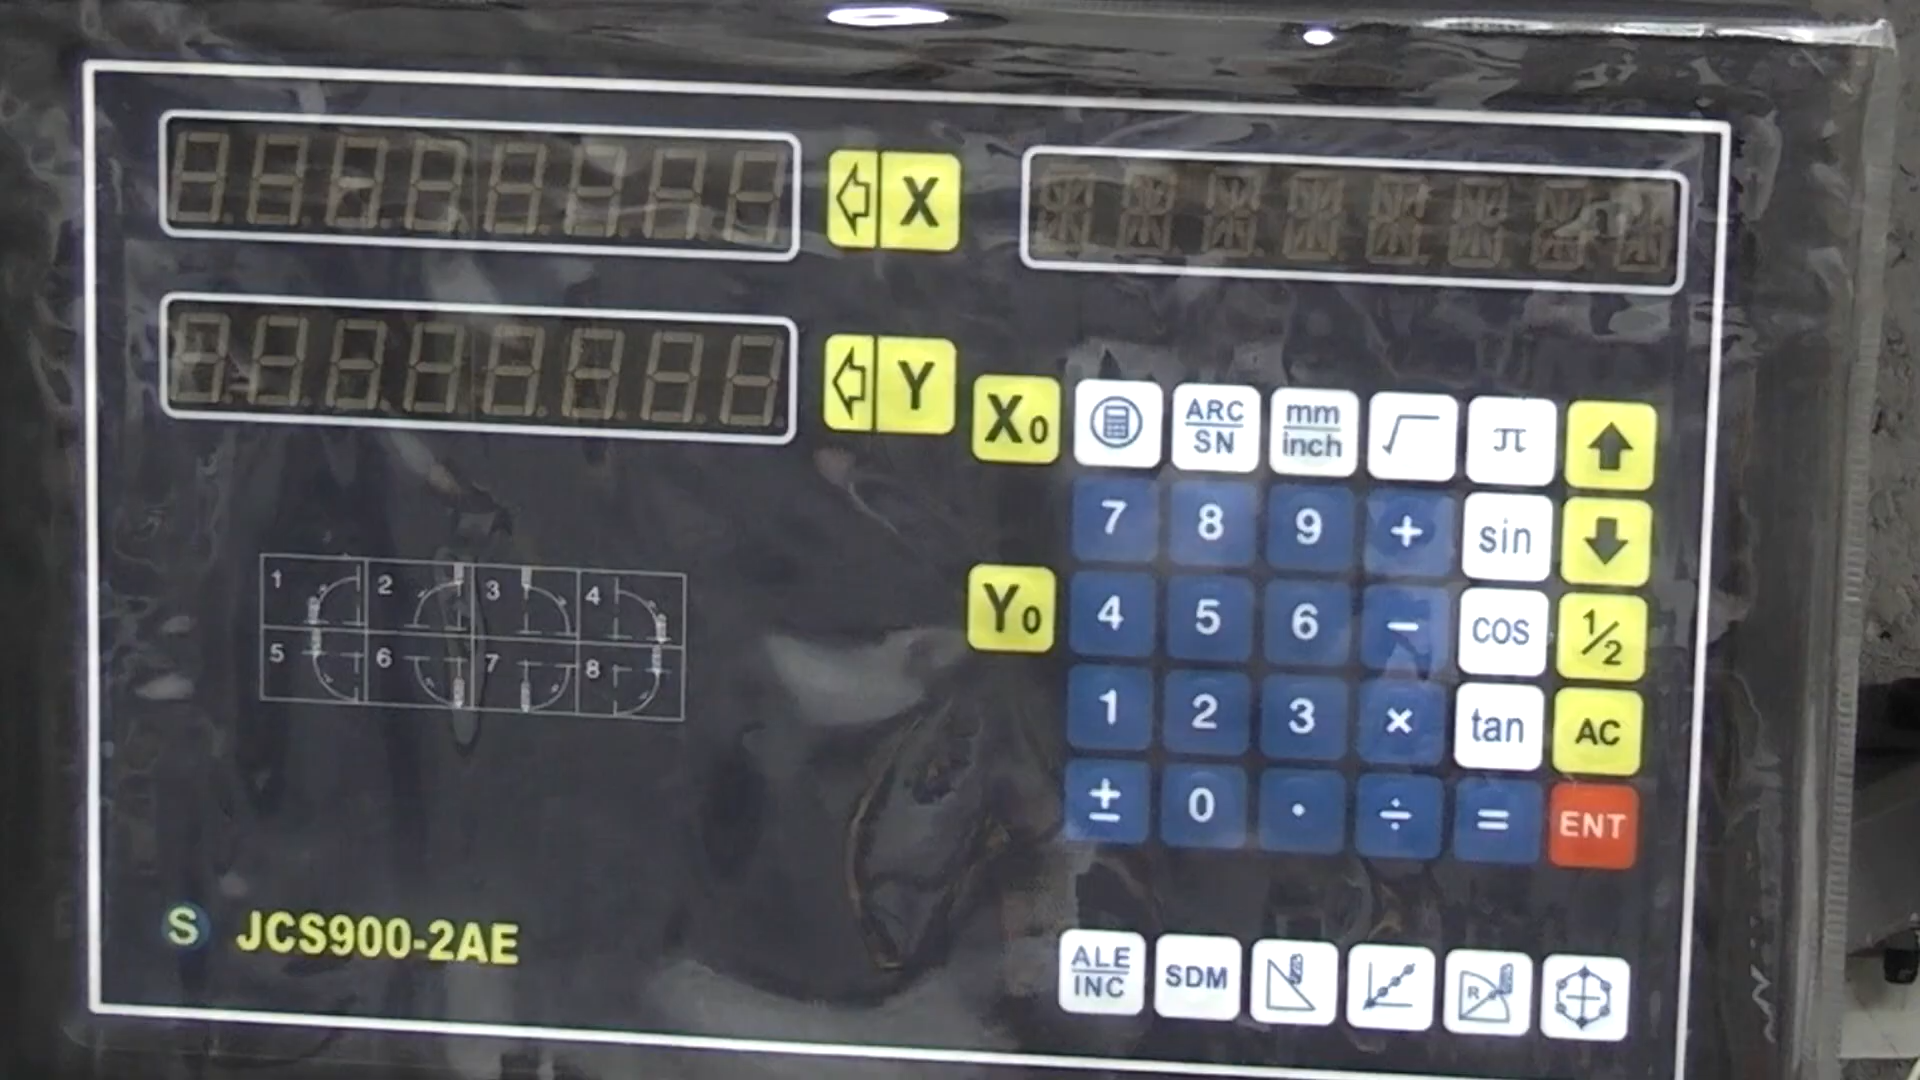 X
Y
X0
ARC
SN
mm
inch
√
π
7 8 9 + sin
Y0
4 5 6 − cos 1/2
1 2 3 × tan AC
± 0 · ÷ = ENT
1 2 3 4
5 6 7 8
S JCS900-2AE
ALE
INC
SDM
R